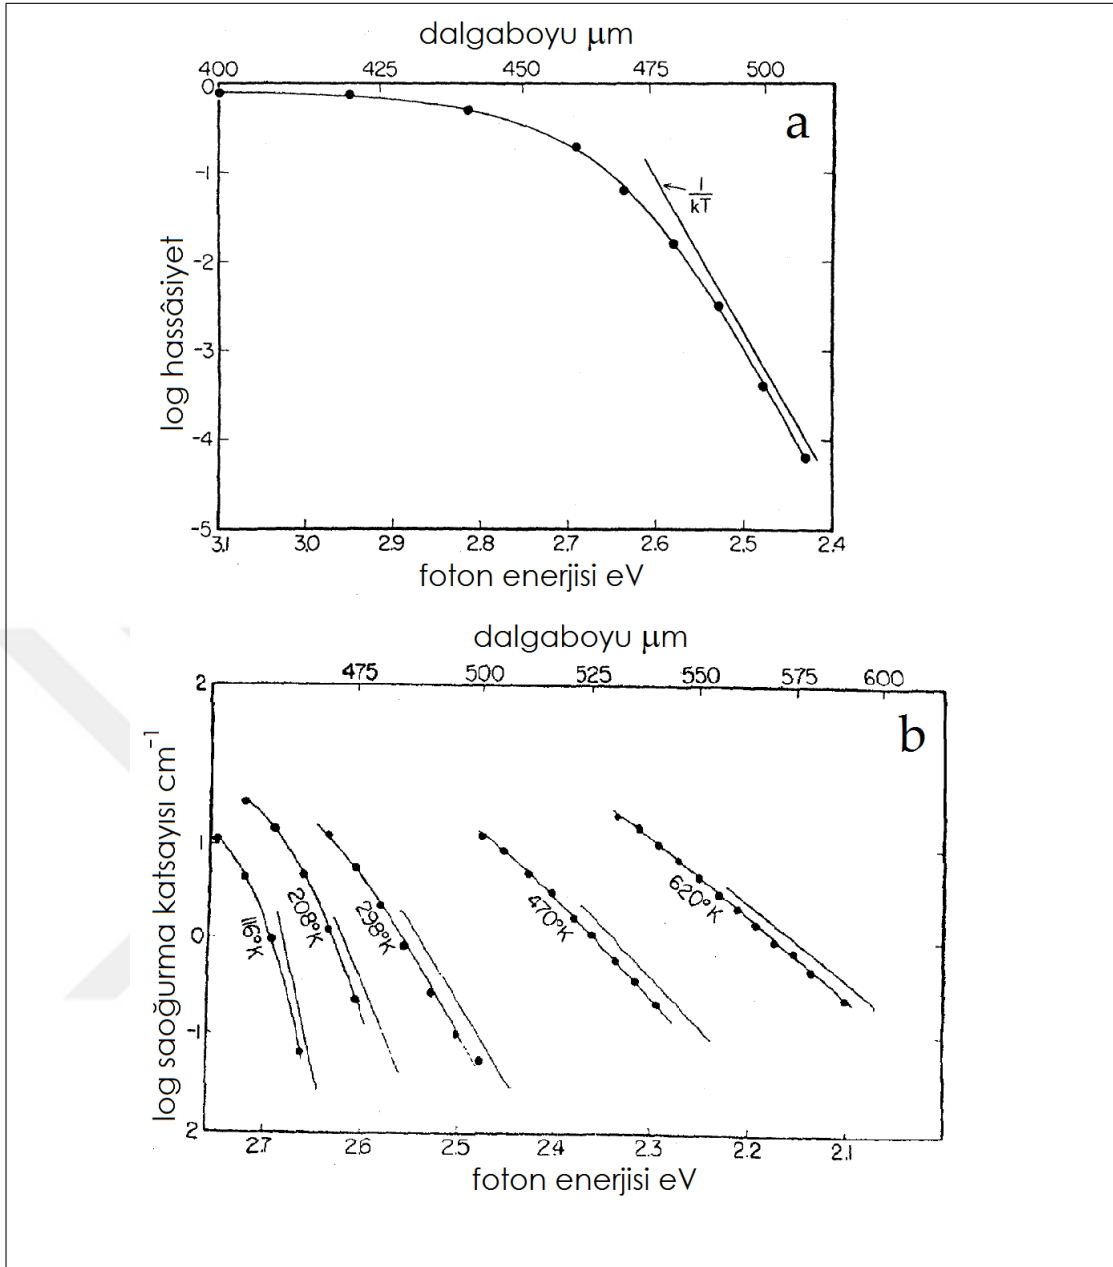 dalgaboyu µm
400 425 450 475 500
a
0
-1
-2
-3
-4
-5
1
kT
log hassâsiyet
3.1 3.0 2.9 2.8 2.7 2.6 2.5 2.4
foton enerjisi eV
dalgaboyu µm
475 500 525 550 575 600
b
2
1
0
-1
2
log saoğurma katsayısı cm⁻¹
116°K
208°K
298°K
470°K
620°K
2.7 2.6 2.5 2.4 2.3 2.2 2.1
foton enerjisi eV